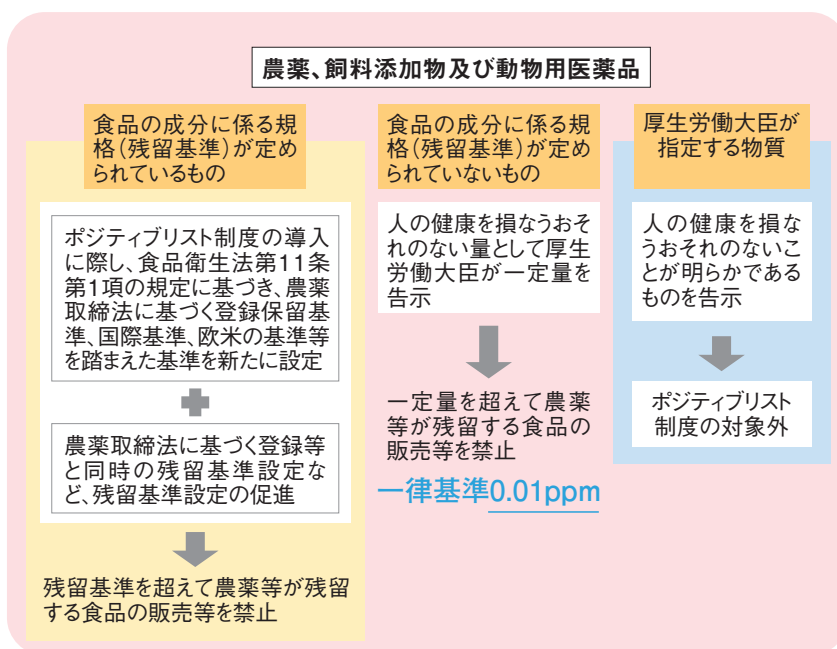 農薬、飼料添加物及び動物用医薬品
食品の成分に係る規
格(残留基準)が定め
られているもの
ポジティブリスト制度の導入
に際し、食品衛生法第11条
第1項の規定に基づき、農薬
取締法に基づく登録保留基
準、国際基準、欧米の基準等
を踏まえた基準を新たに設定
農薬取締法に基づく登録等
と同時の残留基準設定な
ど、残留基準設定の促進
残留基準を超えて農薬等が残留
する食品の販売等を禁止
食品の成分に係る規
格(残留基準)が定め
られていないもの
人の健康を損なうおそ
れのない量として厚生
労働大臣が一定量を
告示
一定量を超えて農薬
等が残留する食品の
販売等を禁止
一律基準0.01ppm
厚生労働大臣が
指定する物質
人の健康を損な
うおそれのないこ
とが明らかである
ものを告示
ポジティブリスト
制度の対象外